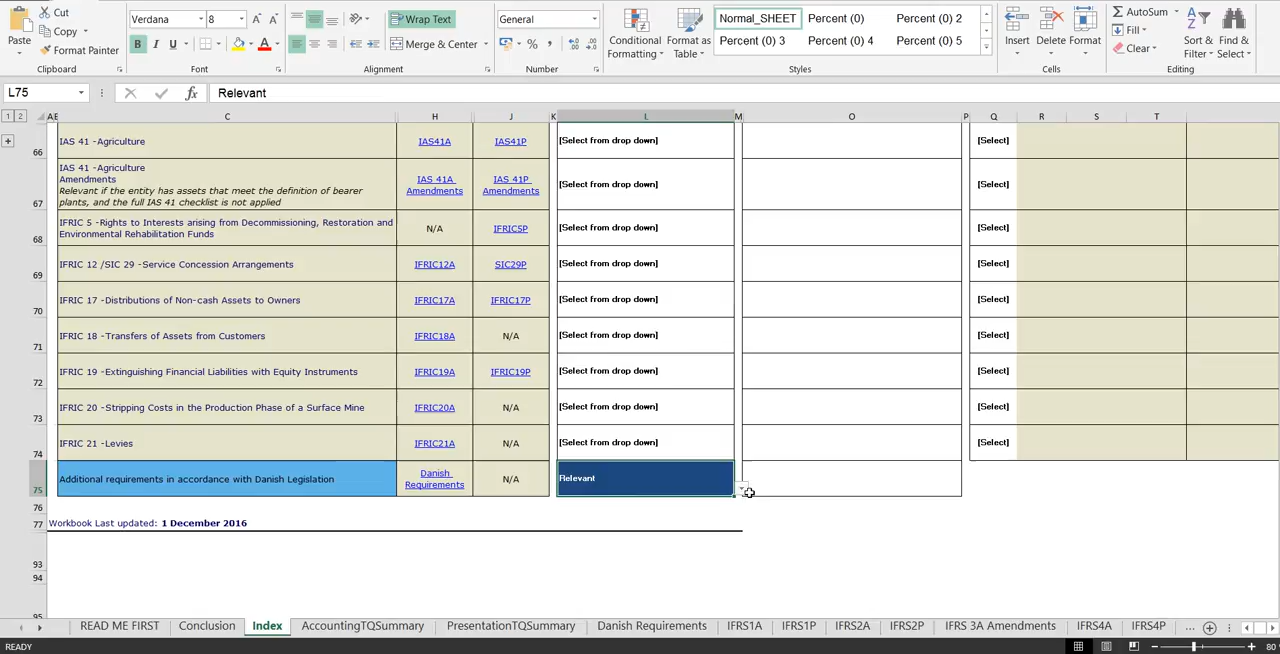 Paste
Cut
Copy
Format Painter
Clipboard
Verdana 8 A A
B I U A
Font
Wrap Text
Merge & Center
Alignment
General
%
Number
Conditional Formatting
Format as Table
Normal_SHEET Percent (0) Percent (0) 2
Percent (0) 3 Percent (0) 4 Percent (0) 5
Styles
Insert Delete Format
Cells
AutoSum
Fill
Clear
Sort & Filter
Find & Select
Editing
L75 fx Relevant
1 2 A B C H J K L M O P Q R S T
66 IAS 41 -Agriculture IAS41A IAS41P [Select from drop down] [Select]
67 IAS 41 -Agriculture
Amendments
Relevant if the entity has assets that meet the definition of bearer
plants, and the full IAS 41 checklist is not applied
IAS 41A Amendments IAS 41P Amendments [Select from drop down] [Select]
68 IFRIC 5 -Rights to Interests arising from Decommissioning, Restoration and
Environmental Rehabilitation Funds
N/A IFRIC5P [Select from drop down] [Select]
69 IFRIC 12 /SIC 29 -Service Concession Arrangements IFRIC12A SIC29P [Select from drop down] [Select]
70 IFRIC 17 -Distributions of Non-cash Assets to Owners IFRIC17A IFRIC17P [Select from drop down] [Select]
71 IFRIC 18 -Transfers of Assets from Customers IFRIC18A N/A [Select from drop down] [Select]
72 IFRIC 19 -Extinguishing Financial Liabilities with Equity Instruments IFRIC19A IFRIC19P [Select from drop down] [Select]
73 IFRIC 20 -Stripping Costs in the Production Phase of a Surface Mine IFRIC20A N/A [Select from drop down] [Select]
74 IFRIC 21 -Levies IFRIC21A N/A [Select from drop down] [Select]
75 Additional requirements in accordance with Danish Legislation Danish Requirements N/A Relevant
76
77 Workbook Last updated: 1 December 2016
93
94
95
READ ME FIRST Conclusion Index AccountingTQSummary PresentationTQSummary Danish Requirements IFRS1A IFRS1P IFRS2A IFRS2P IFRS 3A Amendments IFRS4A IFRS4P ...
READY 80